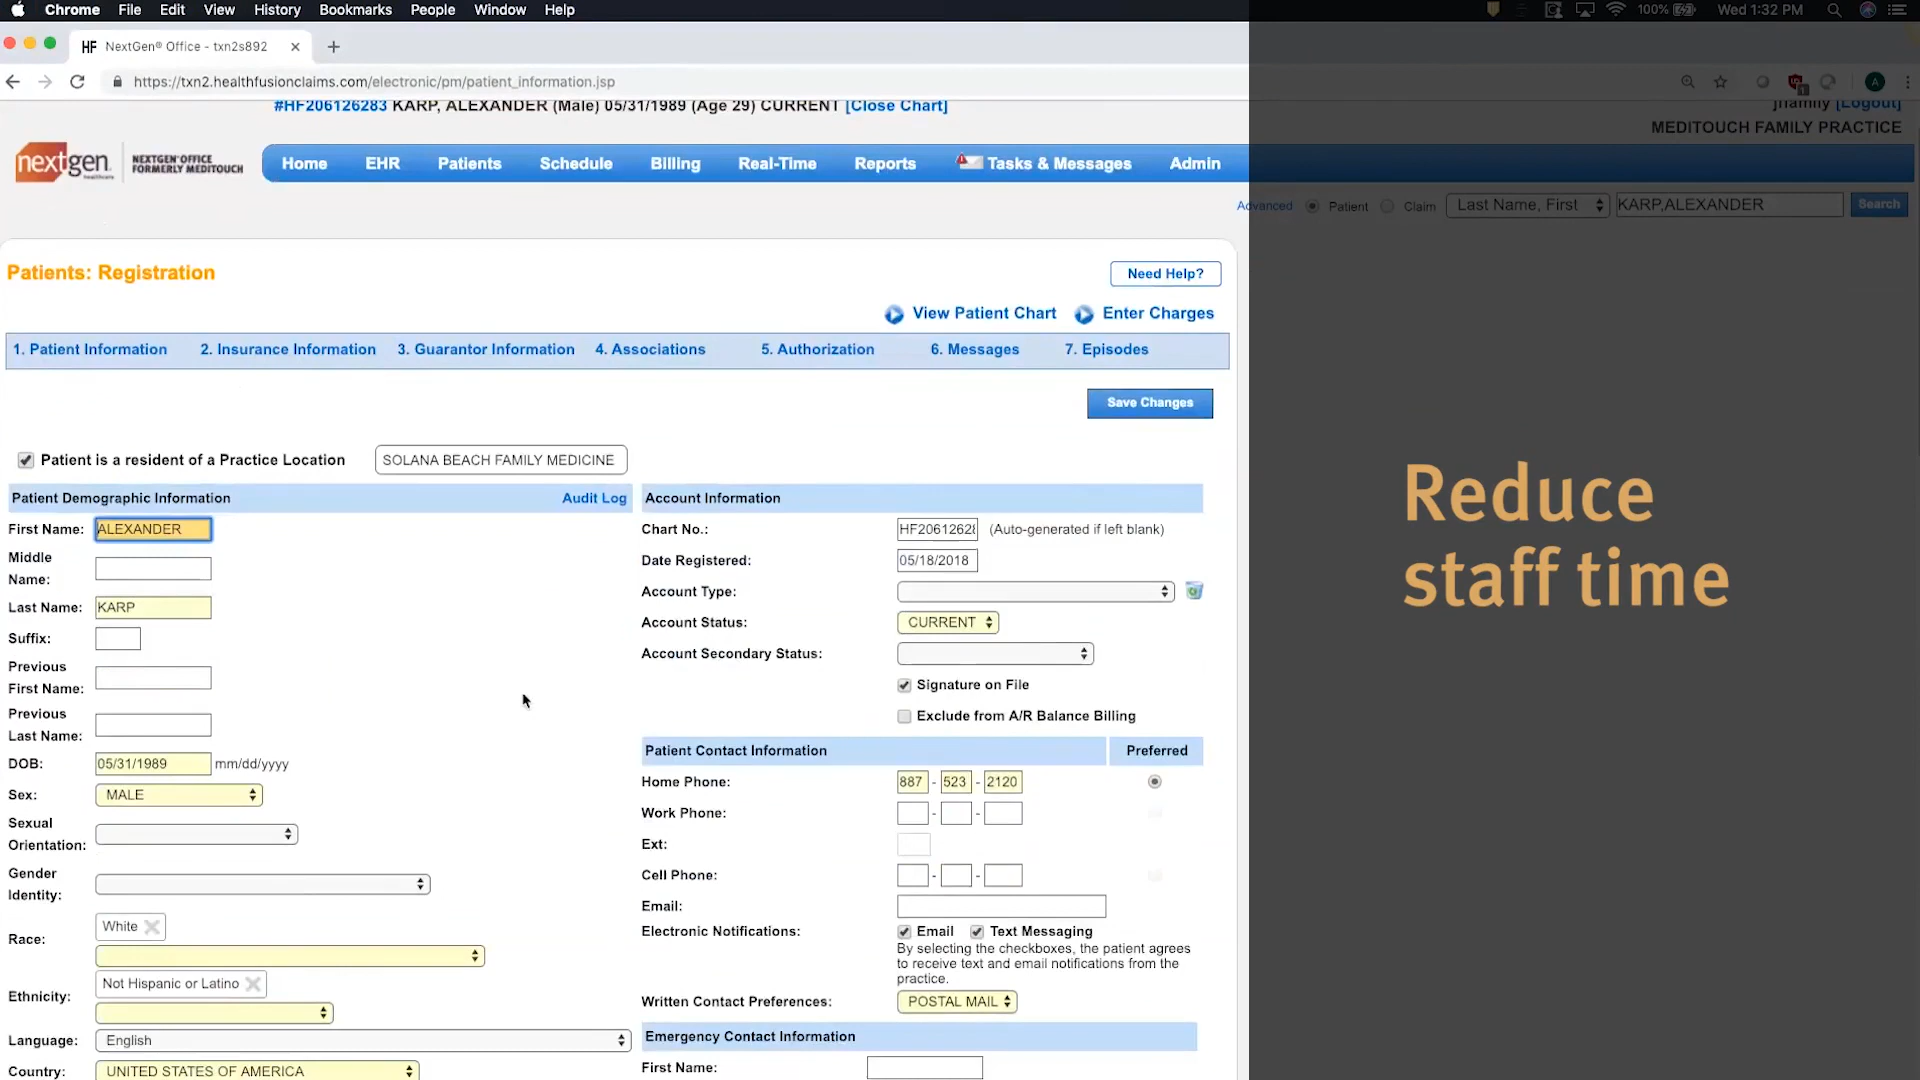 Chrome File Edit View History Bookmarks People Window Help 100% Wed 1:32 PM
HF NextGen® Office - txn2s892
https://txn2.healthfusionclaims.com/electronic/pm/patient_information.jsp
#HF206126283 KARP, ALEXANDER (Male) 05/31/1989 (Age 29) CURRENT [Close Chart]
[Logout]
MEDITOUCH FAMILY PRACTICE
nextgen healthcare NEXTGEN OFFICE
FORMERLY MEDITOUCH
Home EHR Patients Schedule Billing Real-Time Reports Tasks & Messages Admin
Advanced Patient Claim Last Name, First KARP,ALEXANDER Search
Patients: Registration
Need Help?
View Patient Chart Enter Charges
1. Patient Information 2. Insurance Information 3. Guarantor Information 4. Associations 5. Authorization 6. Messages 7. Episodes
Save Changes
Patient is a resident of a Practice Location SOLANA BEACH FAMILY MEDICINE
Patient Demographic Information Audit Log
First Name: ALEXANDER
Middle
Name:
Last Name: KARP
Suffix:
Previous
First Name:
Previous
Last Name:
DOB: 05/31/1989 mm/dd/yyyy
Sex: MALE
Sexual
Orientation:
Gender
Identity:
White
Race:
Not Hispanic or Latino
Ethnicity:
Language: English
Country: UNITED STATES OF AMERICA
Account Information
Chart No.: HF20612628 (Auto-generated if left blank)
Date Registered: 05/18/2018
Account Type:
Account Status: CURRENT
Account Secondary Status:
Signature on File
Exclude from A/R Balance Billing
Patient Contact Information Preferred
Home Phone: 887 - 523 - 2120
Work Phone: - -
Ext:
Cell Phone: - -
Email:
Electronic Notifications: Email Text Messaging
By selecting the checkboxes, the patient agrees
to receive text and email notifications from the
practice.
Written Contact Preferences: POSTAL MAIL
Emergency Contact Information
First Name:
Reduce
staff time